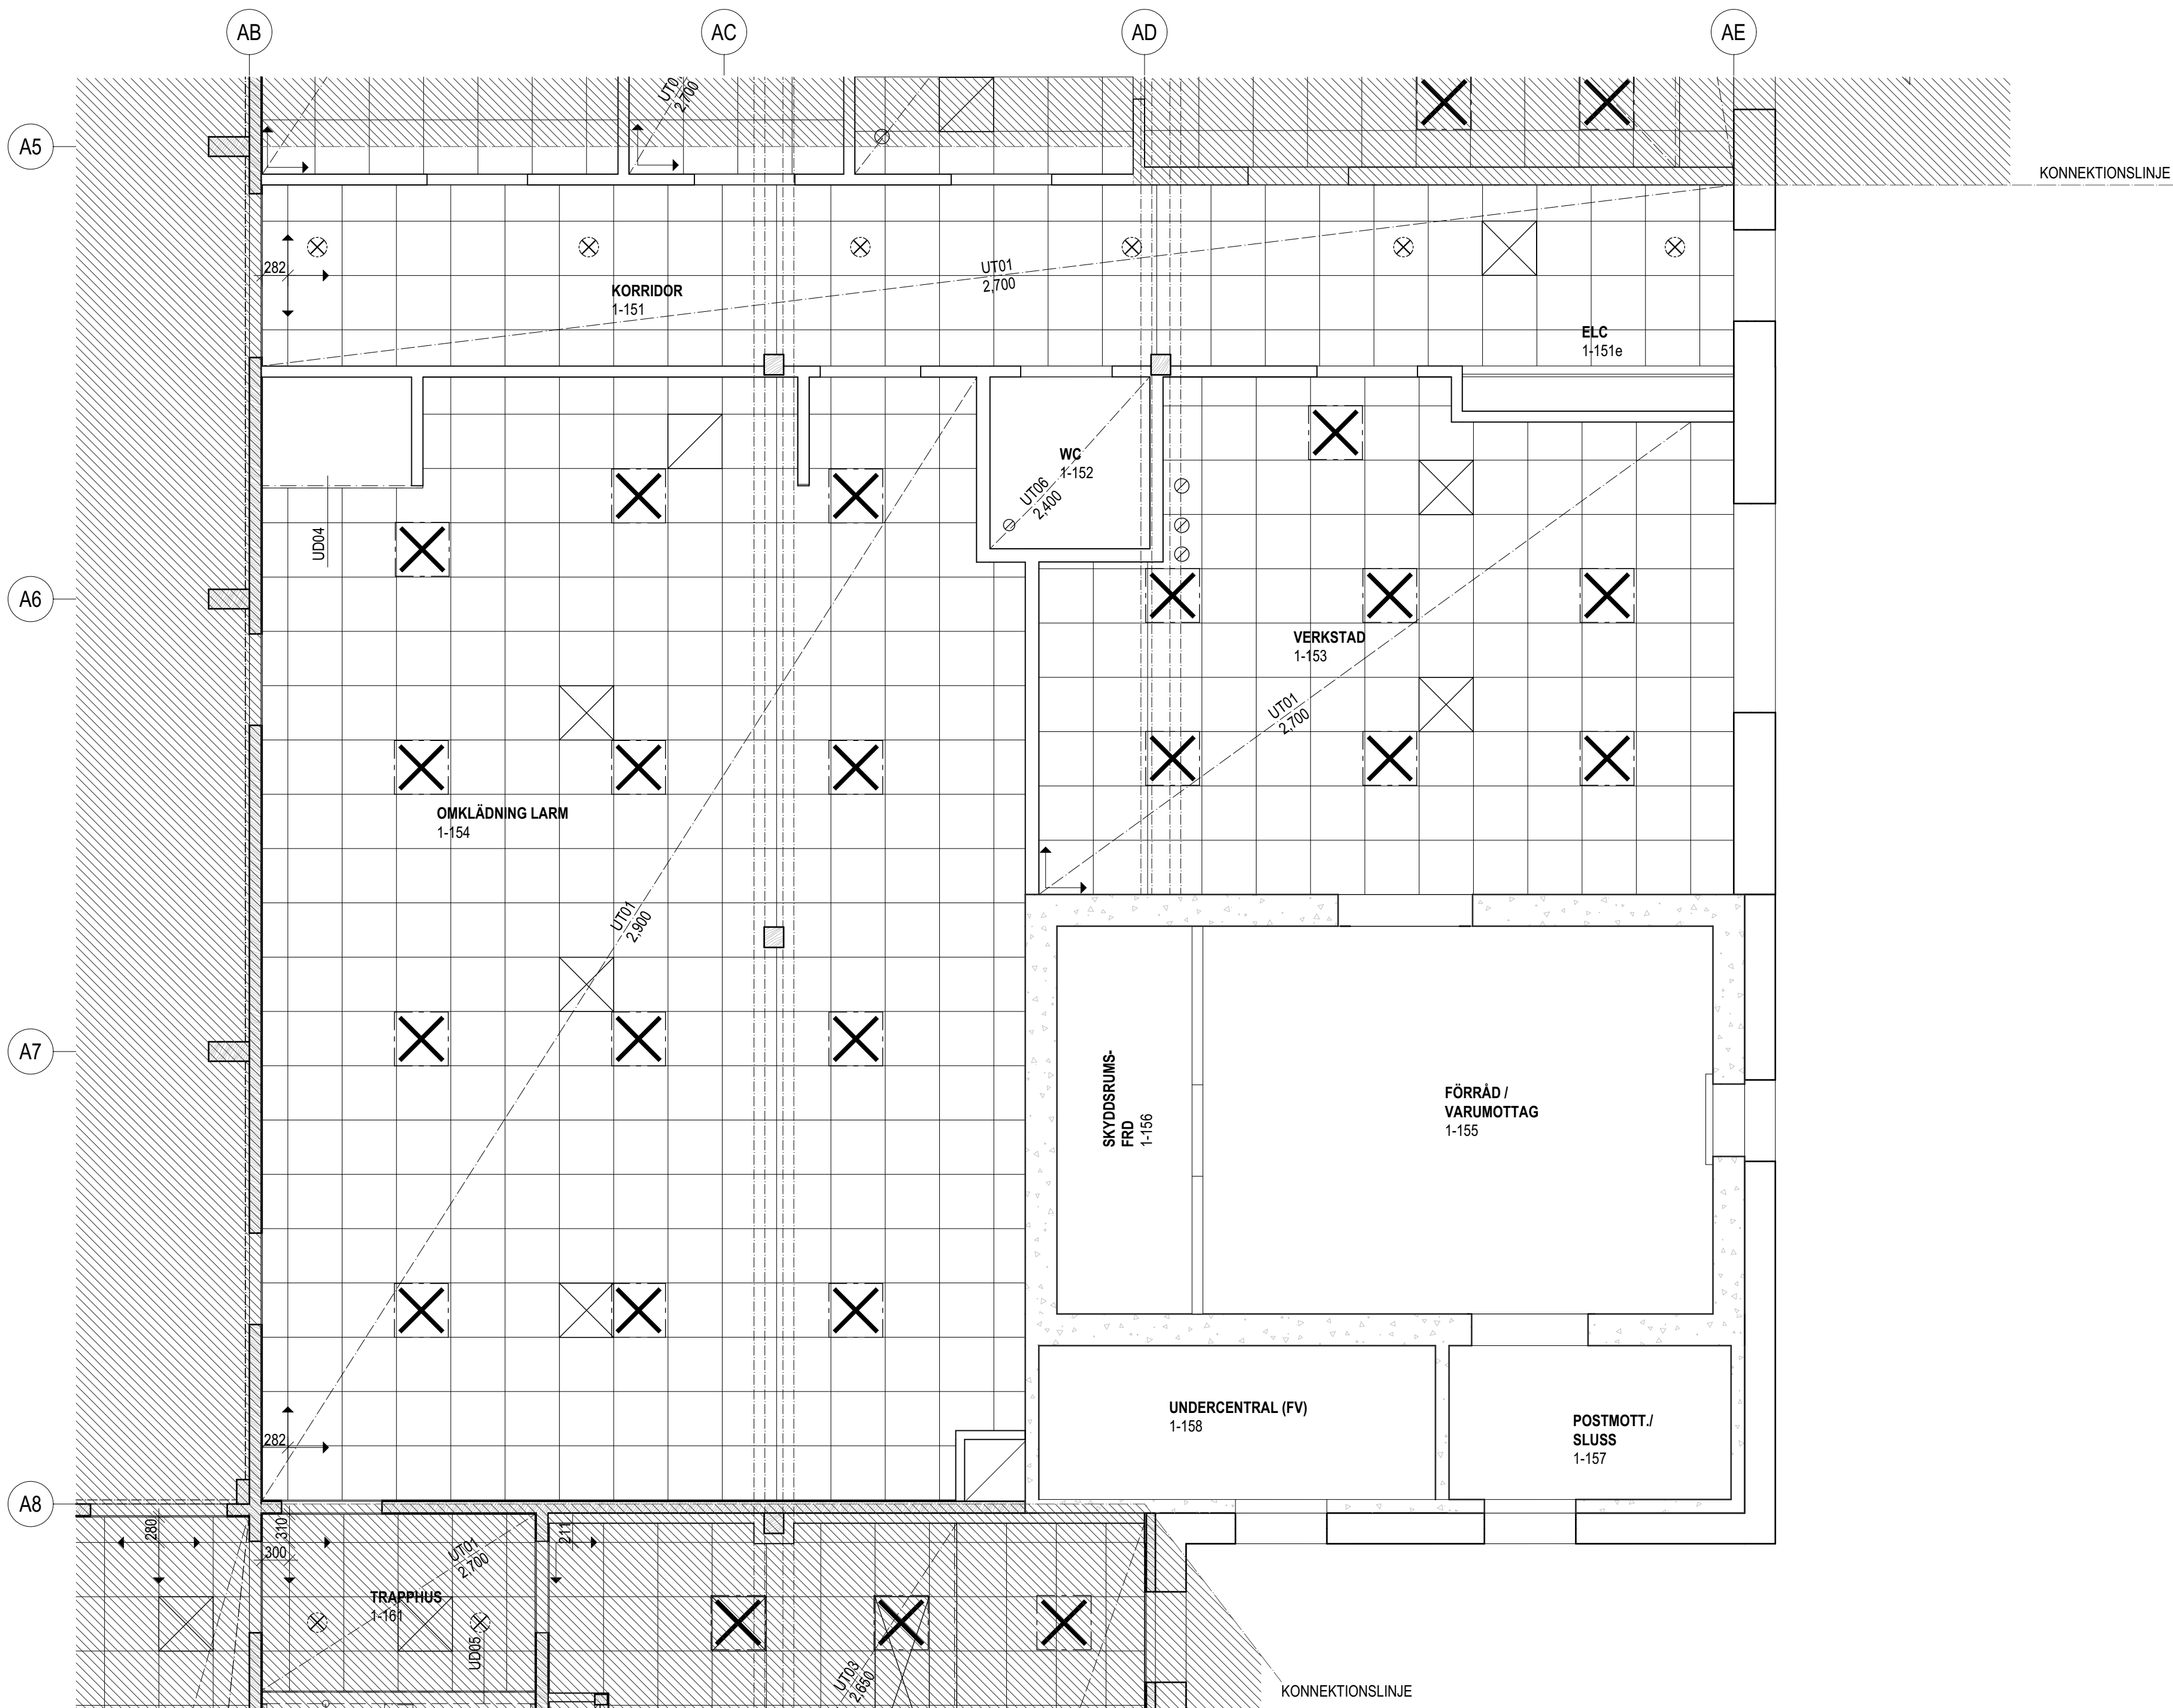 AB
AC
AD
AE
A5
A6
A7
A8
UT0
2,700
KONNEKTIONSLINJE
282
KORRIDOR
1-151
UT01
2,700
ELC
1-151e
UD04
WC
1-152
UT06
2,400
VERKSTAD
1-153
UT01
2,700
OMKLÄDNING LARM
1-154
UT01
2,900
SKYDDSRUMS-
FRD
1-156
FÖRRÅD /
VARUMOTTAG
1-155
UNDERCENTRAL (FV)
1-158
POSTMOTT./
SLUSS
1-157
282
280
310
300
211
UT01
2,700
TRAPPHUS
1-161
UD05
UT03
2,650
KONNEKTIONSLINJE